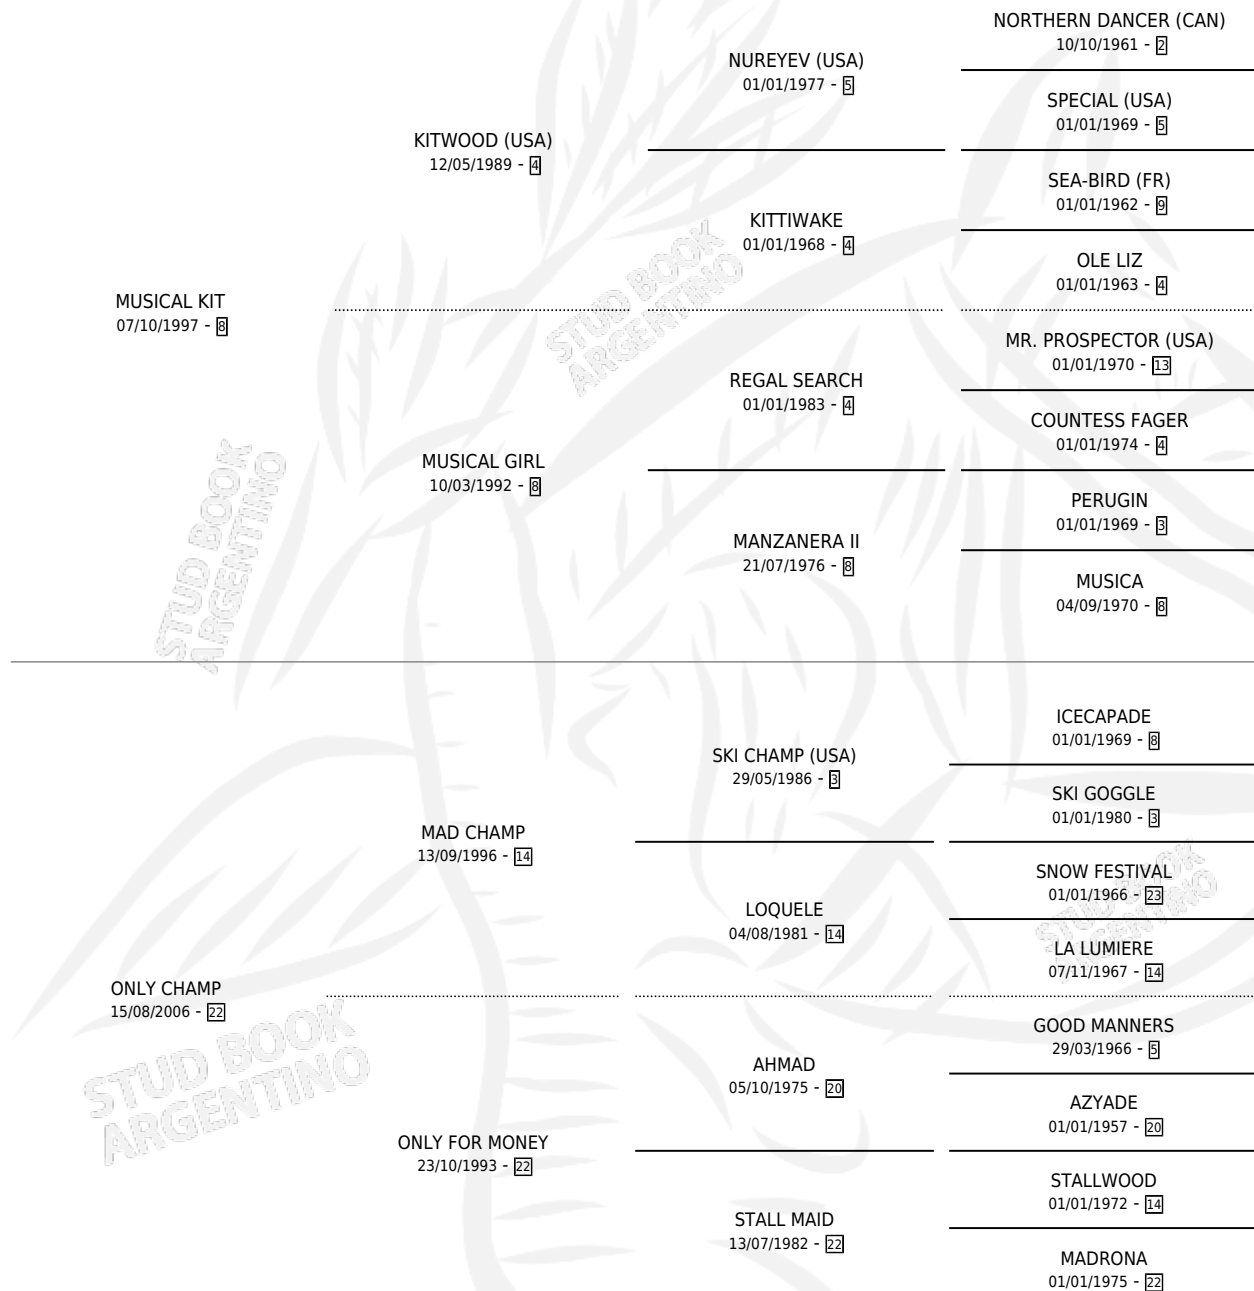 NORTHERN DANCER (CAN)
10/10/1961 - 2
NUREYEV (USA)
01/01/1977 - 5
SPECIAL (USA)
01/01/1969 - 5
KITWOOD (USA)
12/05/1989 - 4
SEA-BIRD (FR)
01/01/1962 - 9
KITTIWAKE
01/01/1968 - 4
OLE LIZ
01/01/1963 - 4
MUSICAL KIT
07/10/1997 - 8
MR. PROSPECTOR (USA)
01/01/1970 - 13
REGAL SEARCH
01/01/1983 - 4
COUNTESS FAGER
01/01/1974 - 4
MUSICAL GIRL
10/03/1992 - 8
PERUGIN
01/01/1969 - 3
MANZANERA II
21/07/1976 - 8
MUSICA
04/09/1970 - 8
ICECAPADE
01/01/1969 - 8
SKI CHAMP (USA)
29/05/1986 - 3
SKI GOGGLE
01/01/1980 - 3
MAD CHAMP
13/09/1996 - 14
SNOW FESTIVAL
01/01/1966 - 23
LOQUELE
04/08/1981 - 14
LA LUMIERE
07/11/1967 - 14
ONLY CHAMP
15/08/2006 - 22
GOOD MANNERS
29/03/1966 - 5
AHMAD
05/10/1975 - 20
AZYADE
01/01/1957 - 20
ONLY FOR MONEY
23/10/1993 - 22
STALLWOOD
01/01/1972 - 14
STALL MAID
13/07/1982 - 22
MADRONA
01/01/1975 - 22
STUD BOOK
ARGENTINO
STUD BOOK
ARGENTINO
STUD BOOK
ARGENTINO
STUD BOOK
ARGENTINO